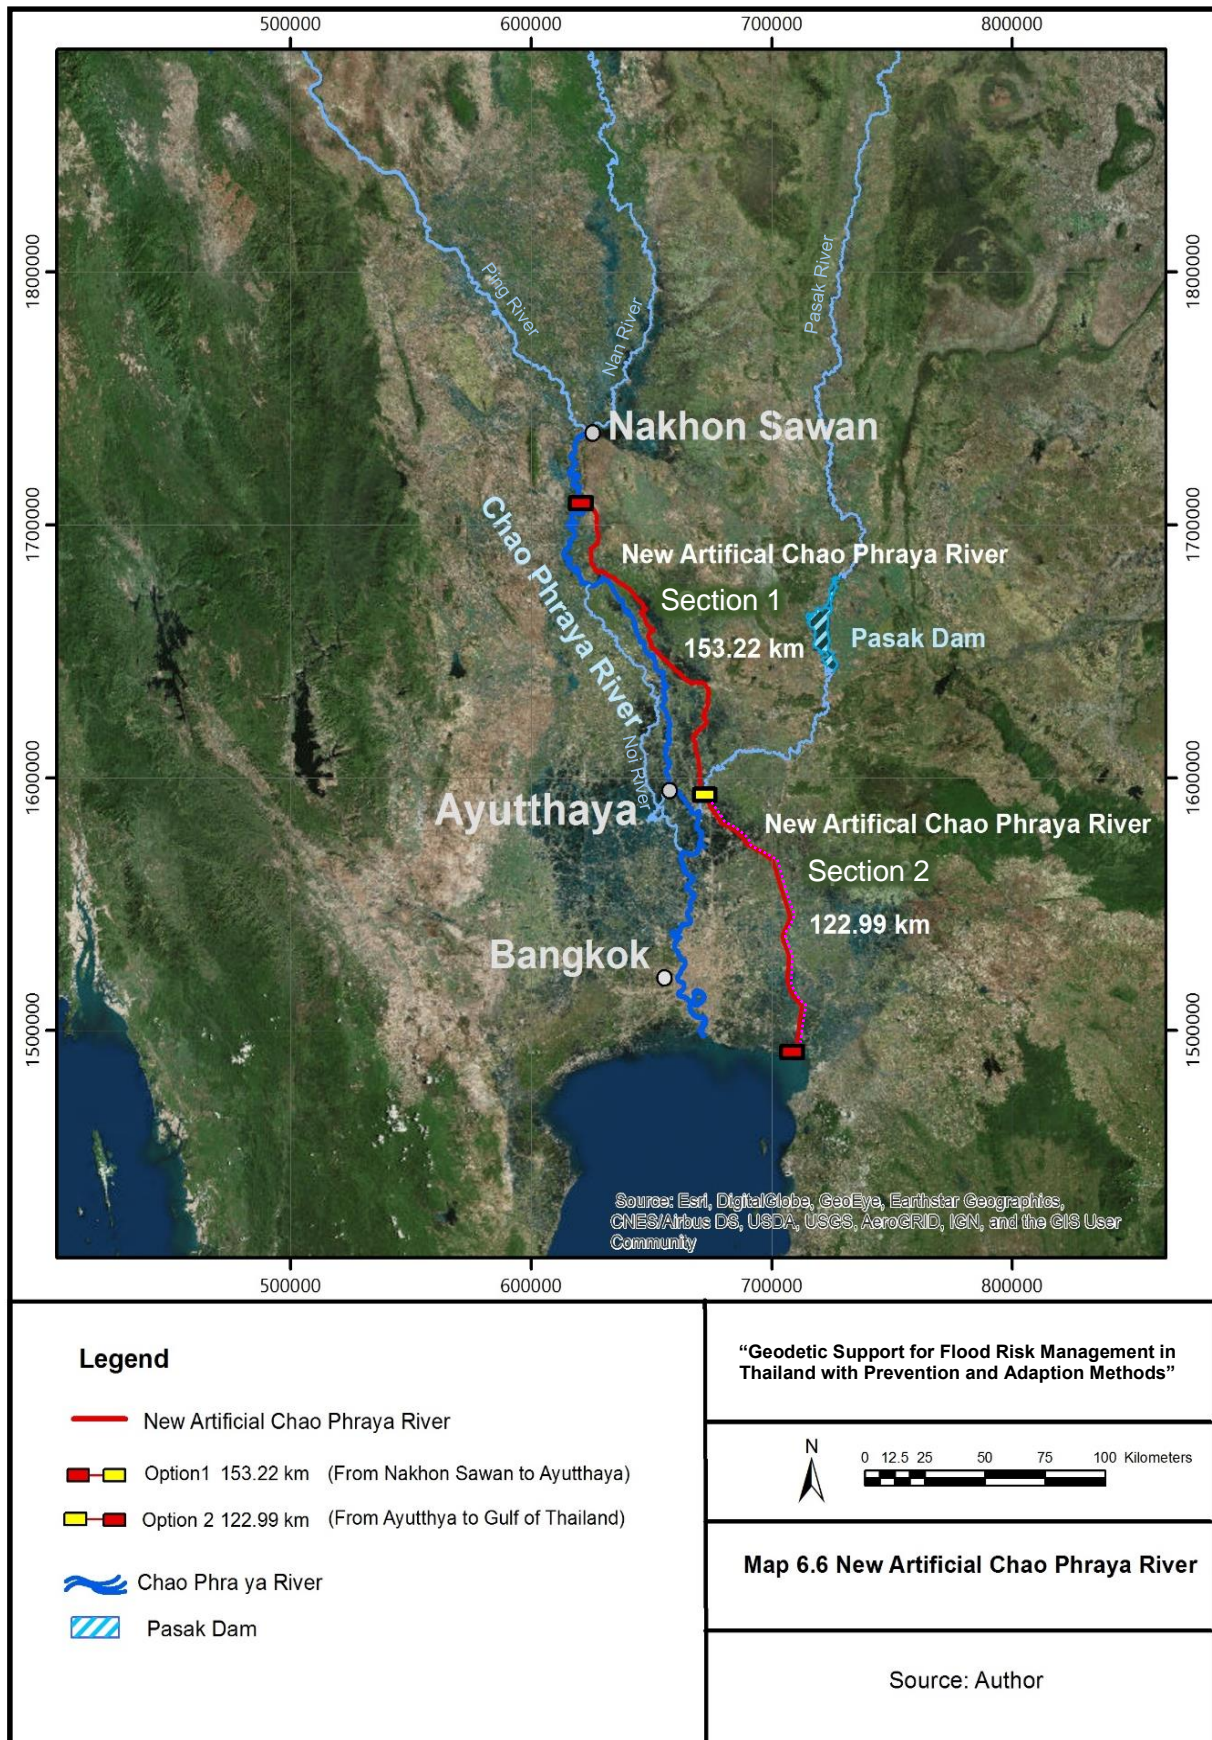 500000
600000
700000
800000
1800000
1800000
Ping River
Nan River
Pasak River
Nakhon Sawan
1700000
1700000
Chao Phraya River
New Artifical Chao Phraya River
Section 1
153.22 km
Pasak Dam
Noi River
1600000
1600000
Ayutthaya
New Artifical Chao Phraya River
Section 2
122.99 km
Bangkok
1500000
1500000
Source: Esri, DigitalGlobe, GeoEye, Earthstar Geographics,
CNES/Airbus DS, USDA, USGS, AeroGRID, IGN, and the GIS User
Community
500000
600000
700000
800000
Legend
New Artificial Chao Phraya River
Option1 153.22 km (From Nakhon Sawan to Ayutthaya)
Option 2 122.99 km (From Ayutthya to Gulf of Thailand)
Chao Phra ya River
Pasak Dam
“Geodetic Support for Flood Risk Management in
Thailand with Prevention and Adaption Methods”
N
0 12.5 25 50 75 100 Kilometers
Map 6.6 New Artificial Chao Phraya River
Source: Author